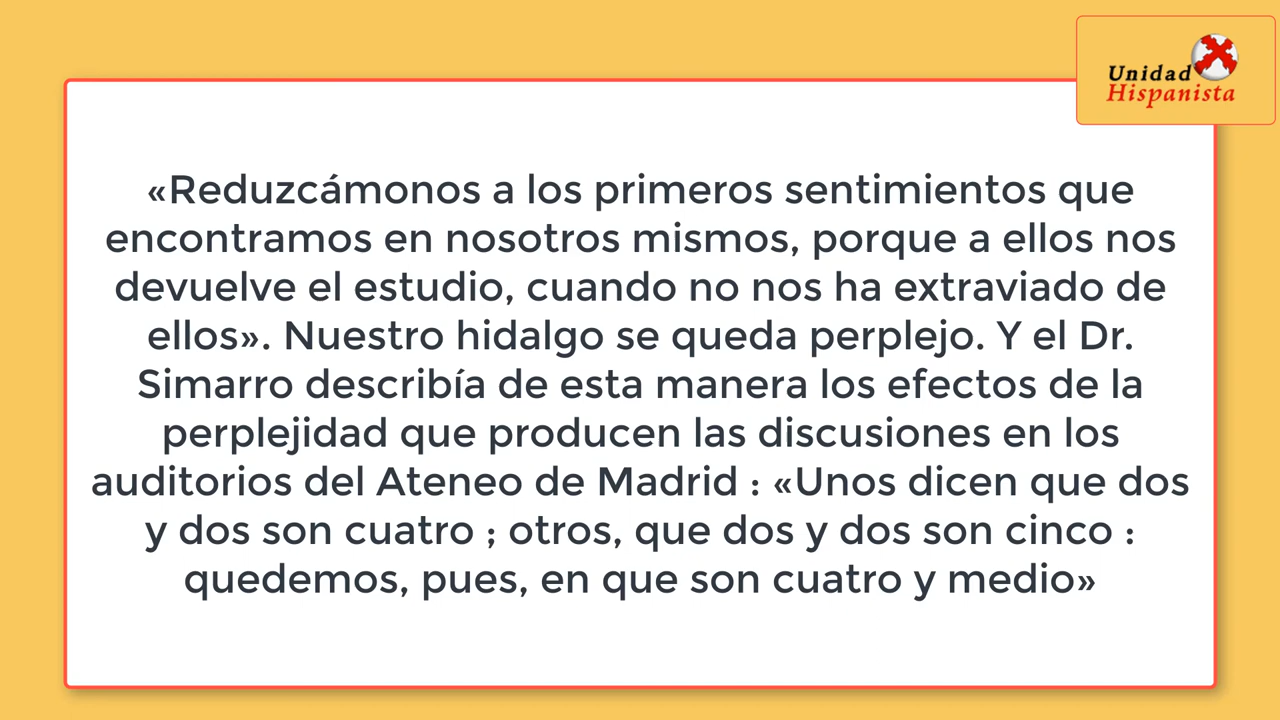 Unidad
Hispanista
«Reduzcámonos a los primeros sentimientos que
encontramos en nosotros mismos, porque a ellos nos
devuelve el estudio, cuando no nos ha extraviado de
ellos». Nuestro hidalgo se queda perplejo. Y el Dr.
Simarro describía de esta manera los efectos de la
perplejidad que producen las discusiones en los
auditorios del Ateneo de Madrid : «Unos dicen que dos
y dos son cuatro ; otros, que dos y dos son cinco :
quedemos, pues, en que son cuatro y medio»